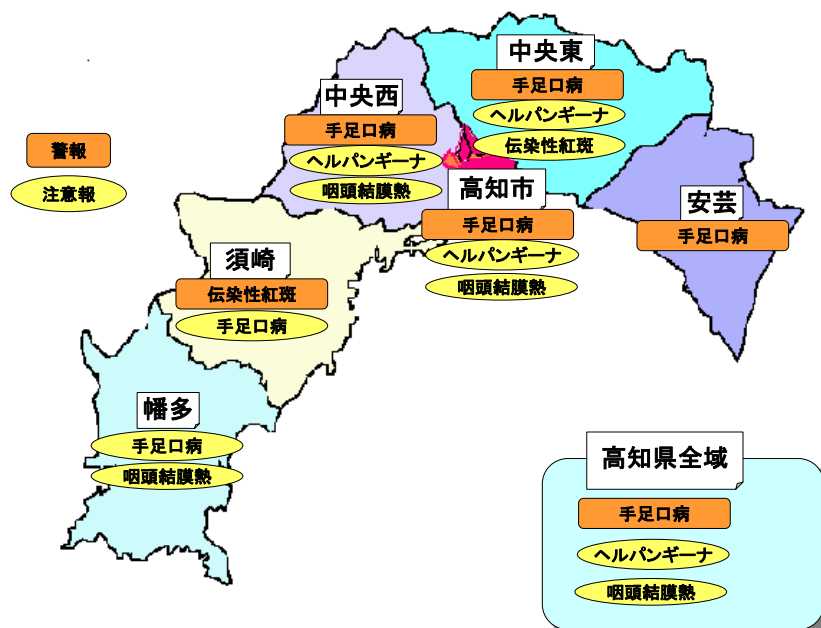 中央東
手足口病
ヘルパンギーナ
伝染性紅斑
中央西
手足口病
ヘルパンギーナ
咽頭結膜熱
警報
注意報
高知市
手足口病
ヘルパンギーナ
咽頭結膜熱
安芸
手足口病
須崎
伝染性紅斑
手足口病
幡多
手足口病
咽頭結膜熱
高知県全域
手足口病
ヘルパンギーナ
咽頭結膜熱